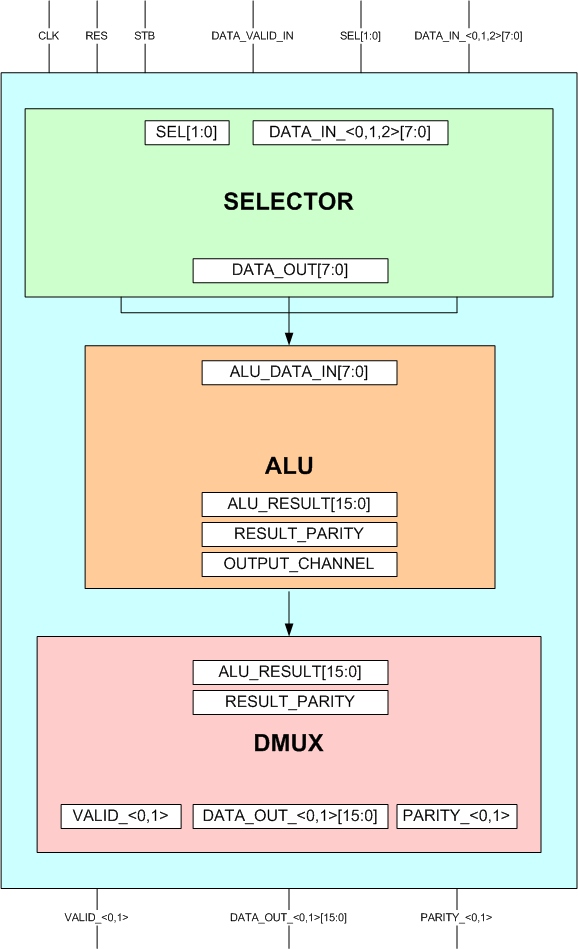 CLK RES STB DATA_VALID_IN SEL[1:0] DATA_IN_<0,1,2>[7:0]
SEL[1:0] DATA_IN_<0,1,2>[7:0]
SELECTOR
DATA_OUT[7:0]
ALU_DATA_IN[7:0]
ALU
ALU_RESULT[15:0]
RESULT_PARITY
OUTPUT_CHANNEL
ALU_RESULT[15:0]
RESULT_PARITY
DMUX
VALID_<0,1> DATA_OUT_<0,1>[15:0] PARITY_<0,1>
VALID_<0,1> DATA_OUT_<0,1>[15:0] PARITY_<0,1>